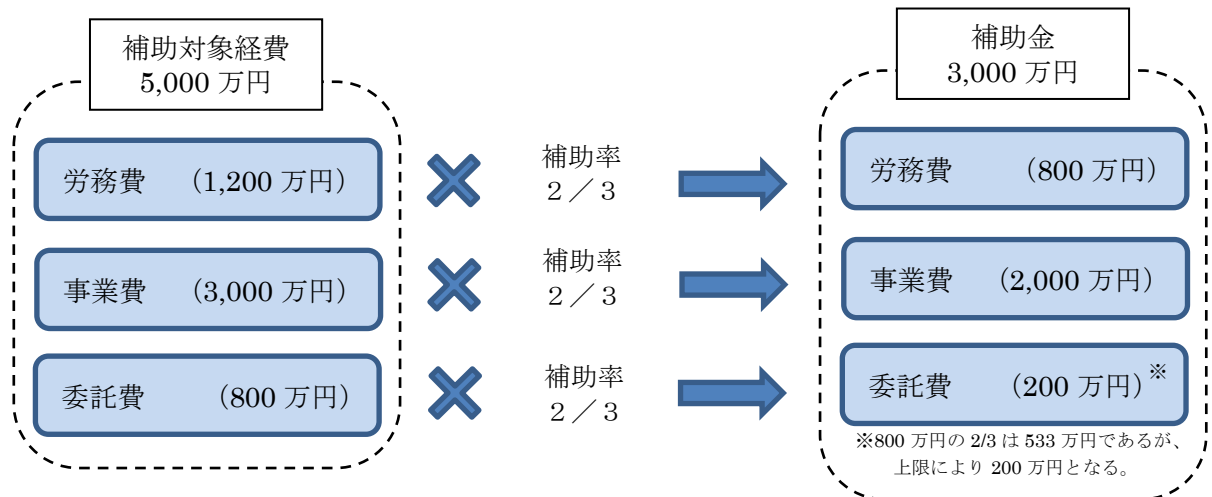 補助対象経費
5,000 万円
補助金
3,000 万円
労務費 （1,200 万円）
補助率
２／３
労務費 （800 万円）
事業費 （3,000 万円）
補助率
２／３
事業費 （2,000 万円）
委託費 （800 万円）
補助率
２／３
委託費 （200 万円）※
※800 万円の 2/3 は 533 万円であるが、
上限により 200 万円となる。